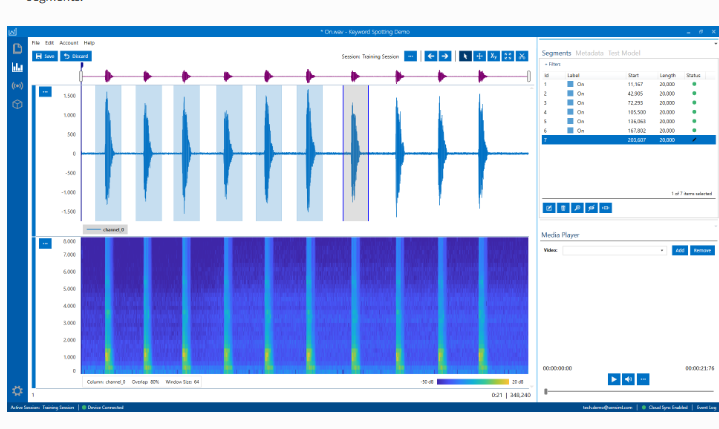 segments.
* On.wav - Keyword Spotting Demo
File Edit Account Help
Save Discard
Session: Training Session
Segments Metadata Test Model
Filters
Id Label Start Length Status
1 On 11,167 20,000
2 On 42,905 20,000
3 On 72,293 20,000
4 On 105,500 20,000
5 On 136,063 20,000
6 On 167,802 20,000
7 203,607 20,000
1 of 7 items selected
1,500
1,000
500
0
-500
-1,000
-1,500
channel_0
8,000
7,000
6,000
5,000
4,000
3,000
2,000
1,000
0
Column: channel_0 Overlap: 80% Window Size: 64
-50 dB 20 dB
1
0:21 | 348,240
Media Player
Video:
Add Remove
00:00:00:00 00:00:21:76
Active Session: Training Session | Device Connected
Cloud Sync Enabled | Event Log